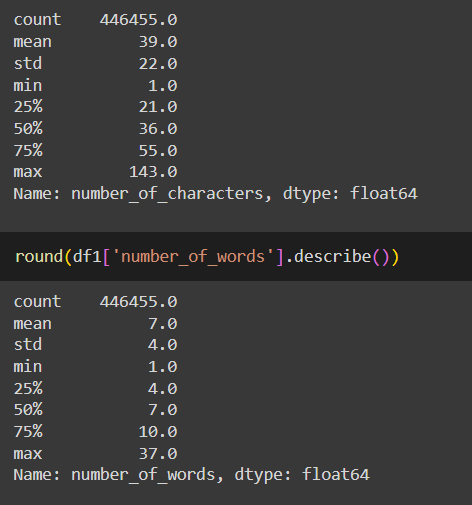 count    446455.0
mean         39.0
std          22.0
min           1.0
25%          21.0
50%          36.0
75%          55.0
max         143.0
Name: number_of_characters, dtype: float64
round(df1['number_of_words'].describe())
count    446455.0
mean          7.0
std           4.0
min           1.0
25%           4.0
50%           7.0
75%          10.0
max          37.0
Name: number_of_words, dtype: float64